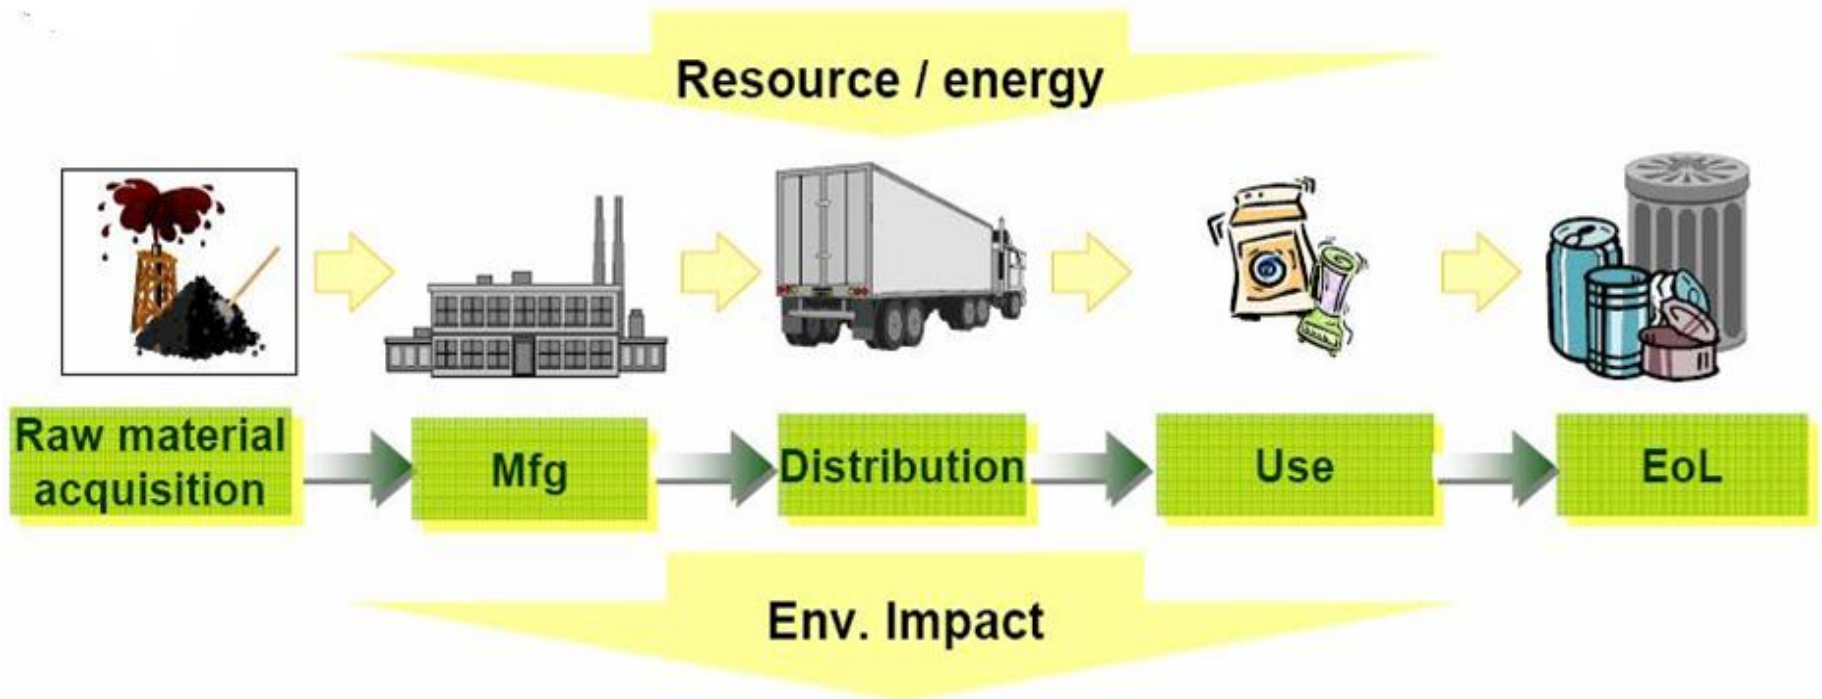 Resource / energy
Raw material
acquisition
Mfg
Distribution
Use
EoL
Env. Impact